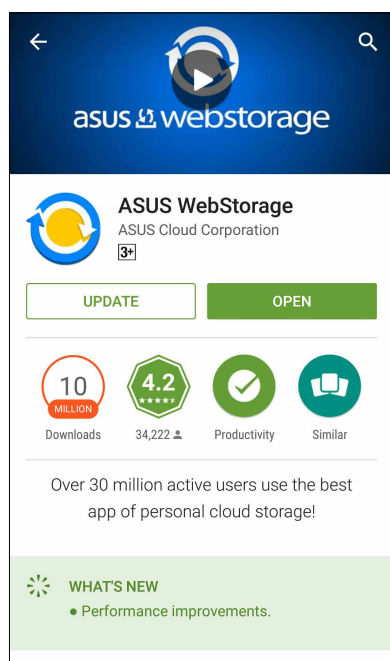 asus webstorage
ASUS WebStorage
ASUS Cloud Corporation
3+
UPDATE
OPEN
10
MILLION
4.2
Downloads
34,222
Productivity
Similar
Over 30 million active users use the best
app of personal cloud storage!
WHAT'S NEW
● Performance improvements.